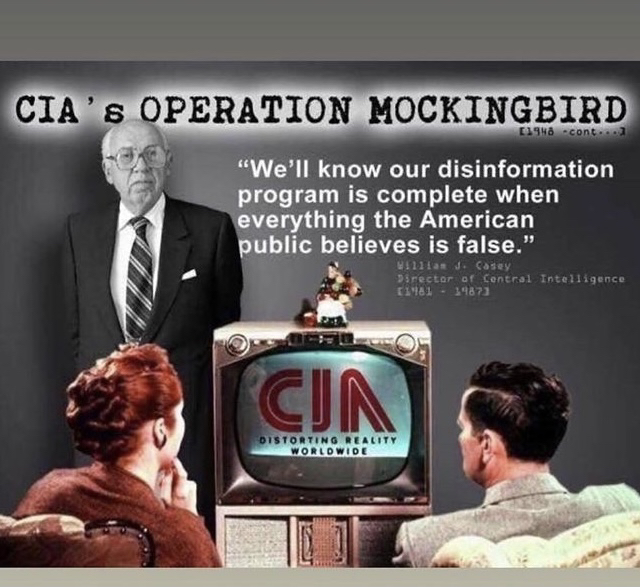 CIA's OPERATION MOCKINGBIRD
[1948 -cont...]
“We’ll know our disinformation
program is complete when
everything the American
public believes is false.”
William J. Casey
Director of Central Intelligence
[1981 - 1987]
CIA
DISTORTING REALITY
WORLDWIDE